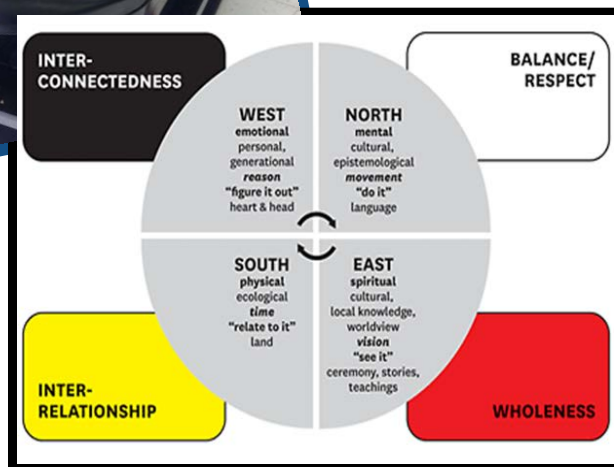 INTER-
CONNECTEDNESS
BALANCE/
RESPECT
WEST
emotional
personal,
generational
reason
"figure it out"
heart & head
NORTH
mental
cultural,
epistemological
movement
"do it"
language
SOUTH
physical
ecological
time
"relate to it"
land
EAST
spiritual
cultural,
local knowledge,
worldview
vision
"see it"
ceremony, stories,
teachings
INTER-
RELATIONSHIP
WHOLENESS